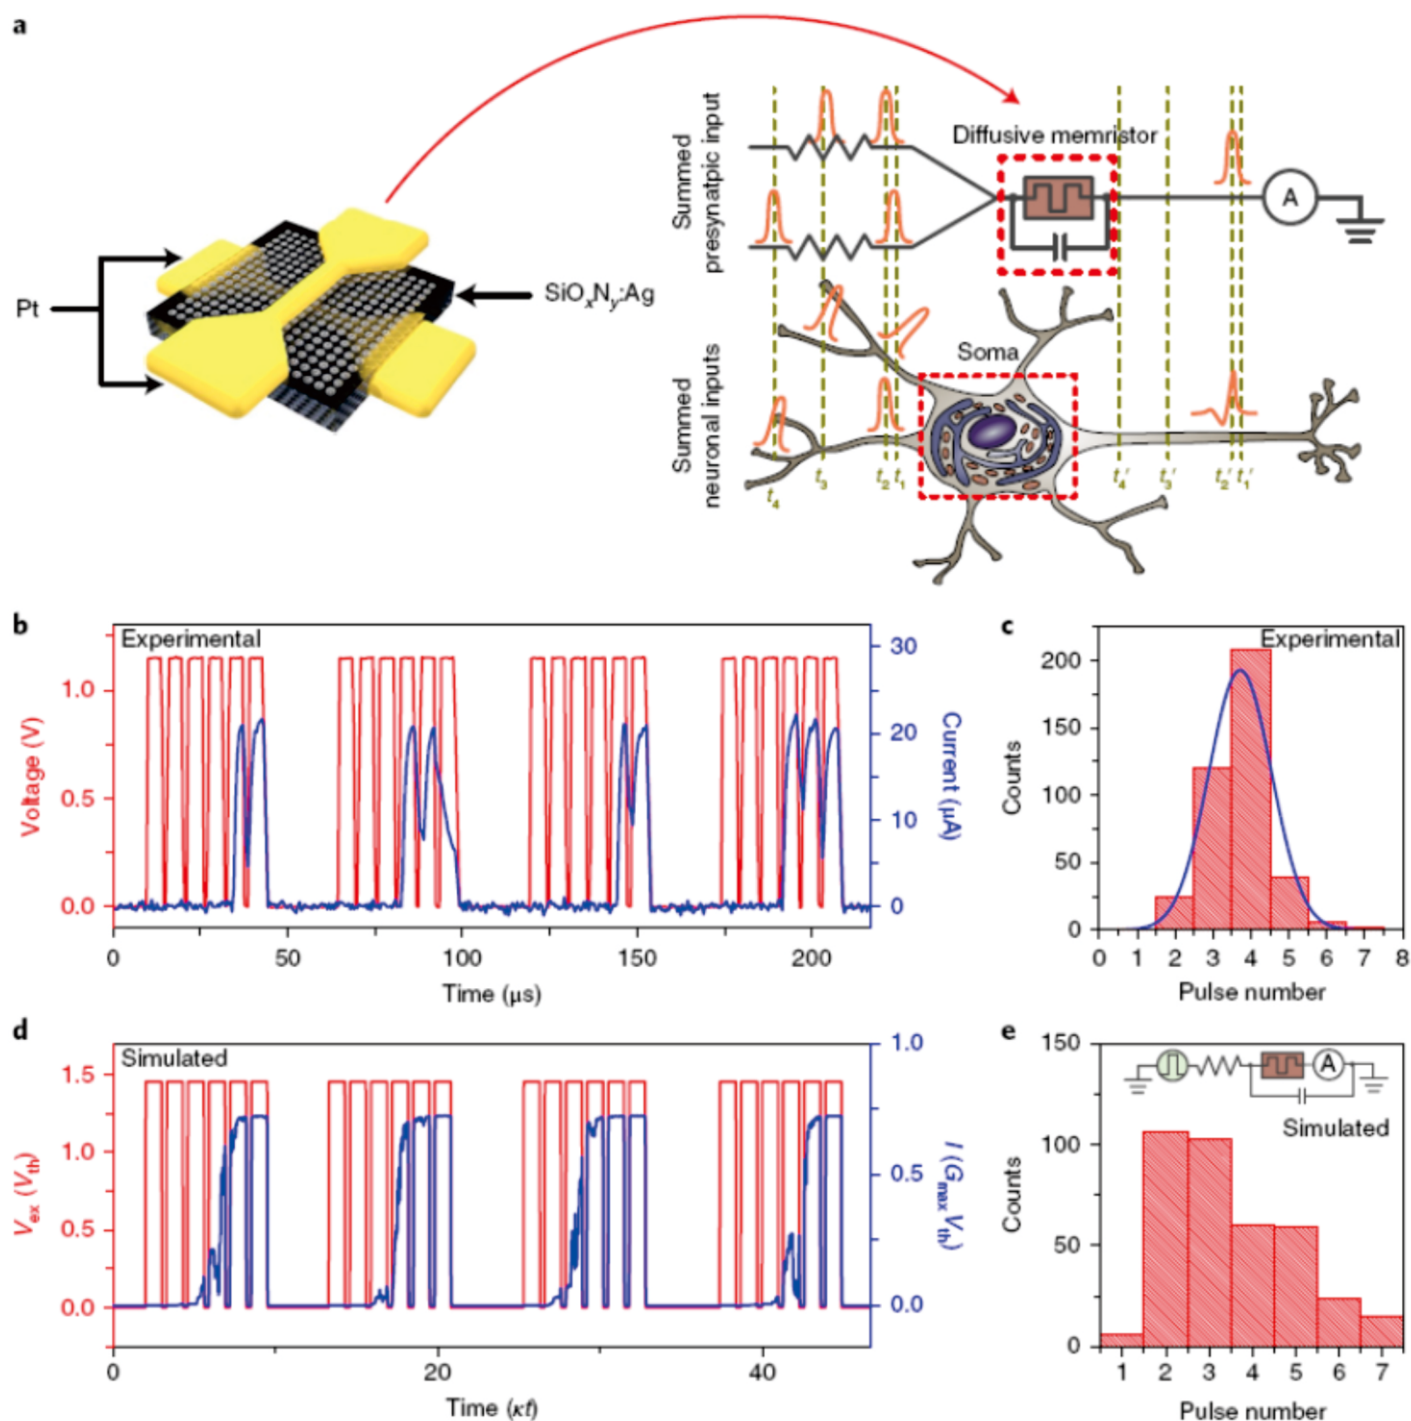 a
Summed
presynatpic input
Diffusive memristor
A
Pt
SiOxNy:Ag
Summed
neuronal inputs
Soma
t4
t3
t2
t1
t4′
t3′
t2′
t1′
b
Experimental
Voltage (V)
1.0
0.5
0.0
30
20
10
0
Current (μA)
0
50
100
150
200
Time (μs)
c
Experimental
Counts
200
150
100
50
0
0
1
2
3
4
5
6
7
8
Pulse number
d
Simulated
Vex (Vth)
1.5
1.0
0.5
0.0
1.0
0.5
0.0
I (GmaxVth)
0
20
40
Time (κt)
e
A
Simulated
Counts
150
100
50
0
1
2
3
4
5
6
7
Pulse number